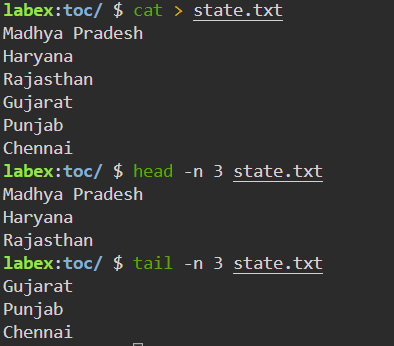 labex:toc/ $ cat > state.txt
Madhya Pradesh
Haryana
Rajasthan
Gujarat
Punjab
Chennai
labex:toc/ $ head -n 3 state.txt
Madhya Pradesh
Haryana
Rajasthan
labex:toc/ $ tail -n 3 state.txt
Gujarat
Punjab
Chennai